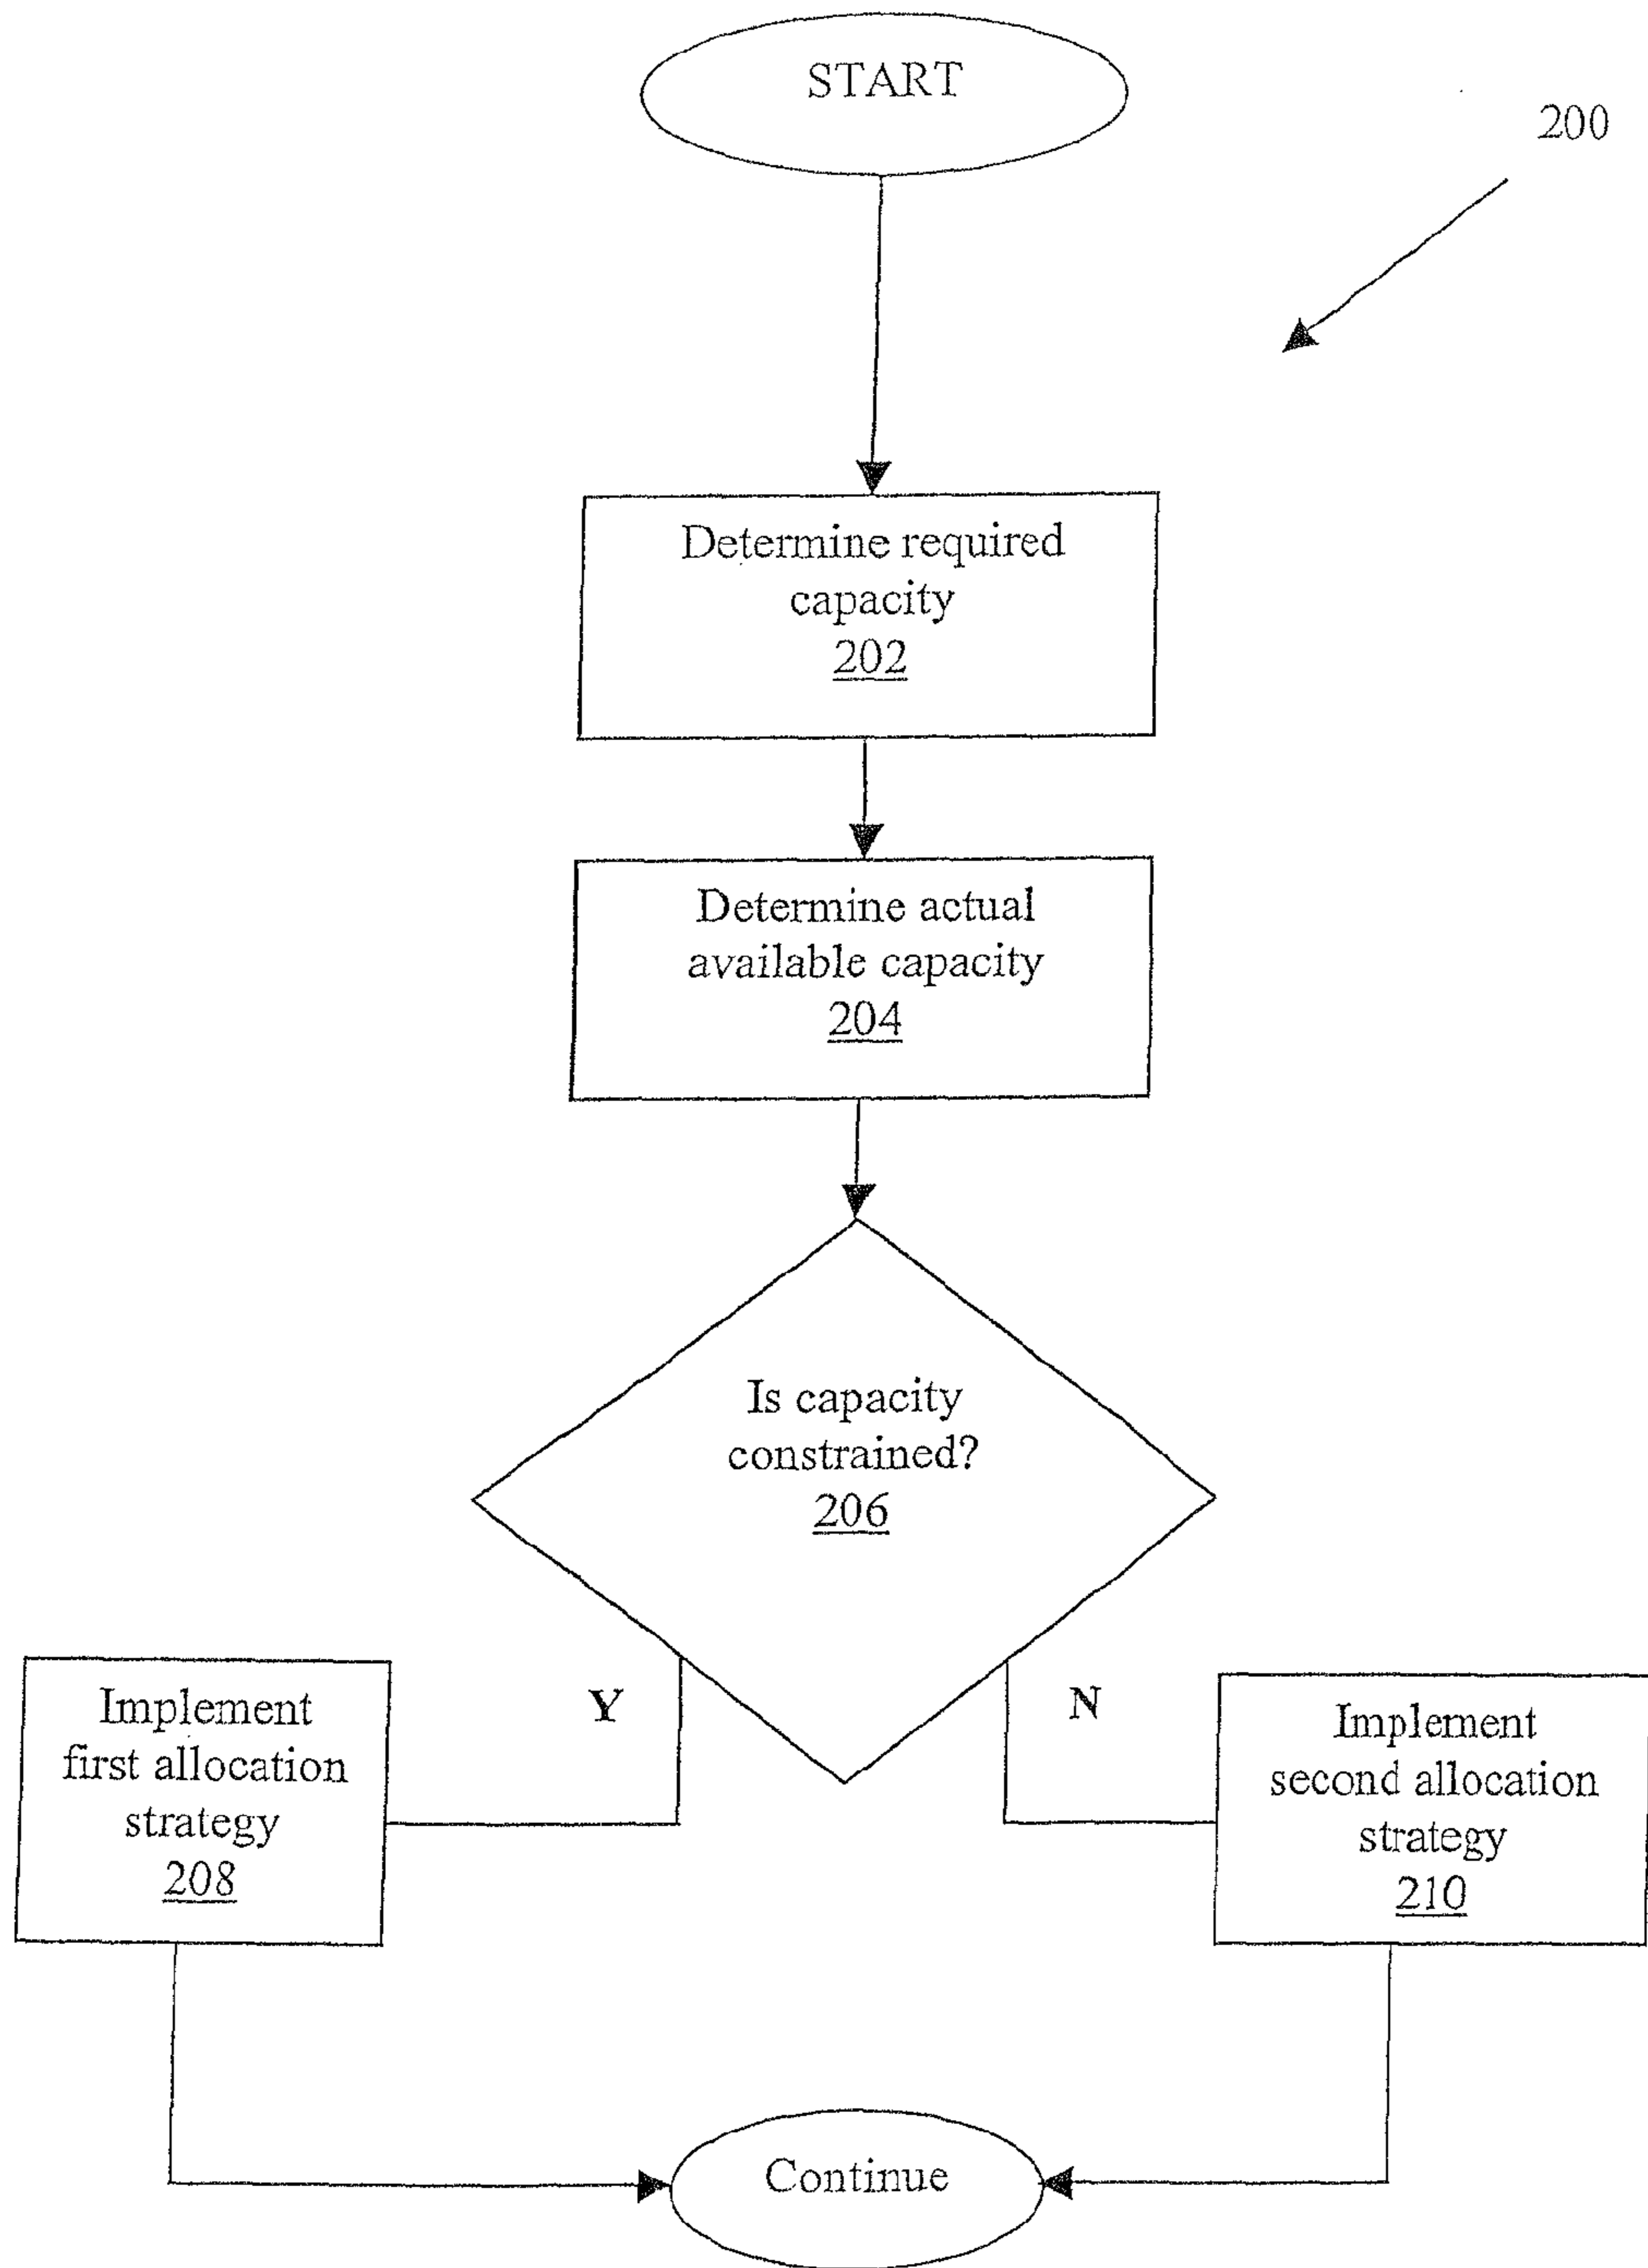 START
200
Determine required
capacity
202
Determine actual
available capacity
204
Is capacity
constrained?
206
Y
N
Implement
first allocation
strategy
208
Implement
second allocation
strategy
210
Continue